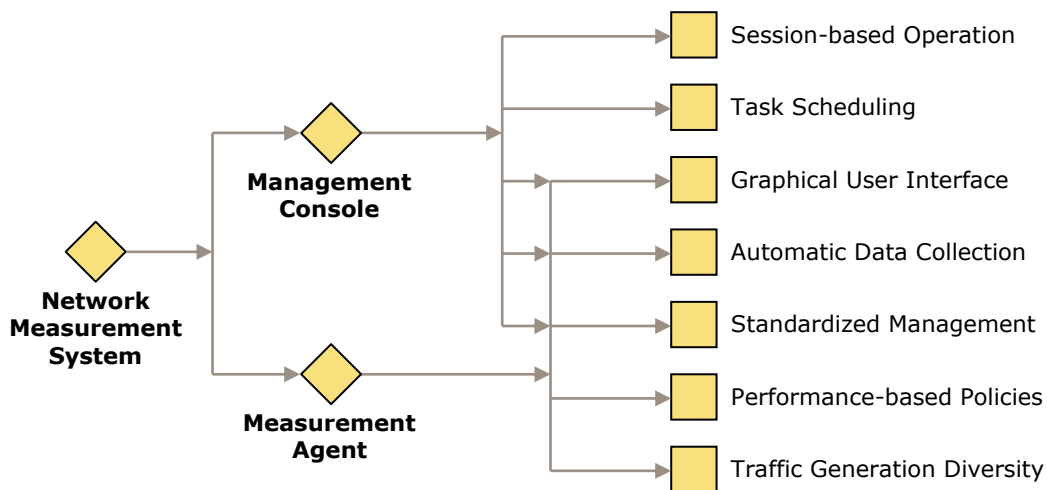 Session-based Operation
Task Scheduling
Management
Console
Graphical User Interface
Automatic Data Collection
Network
Measurement
System
Standardized Management
Measurement
Agent
Performance-based Policies
Traffic Generation Diversity